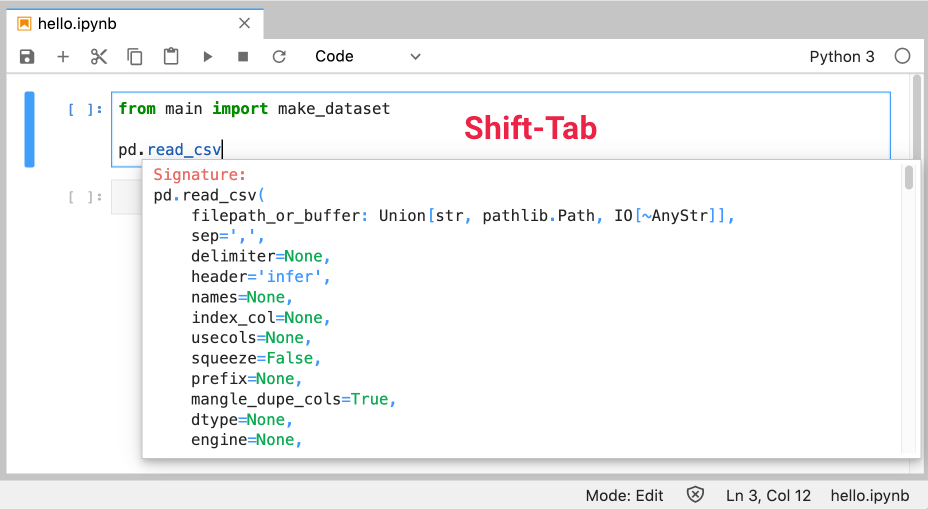 hello.ipynb
Code
Python 3
[ ]: from main import make_dataset
Shift-Tab
pd.read_csv
[ ]:
Signature:
pd.read_csv(
filepath_or_buffer: Union[str, pathlib.Path, IO[~AnyStr]],
sep=',',
delimiter=None,
header='infer',
names=None,
index_col=None,
usecols=None,
squeeze=False,
prefix=None,
mangle_dupe_cols=True,
dtype=None,
engine=None,
Mode: Edit Ln 3, Col 12 hello.ipynb